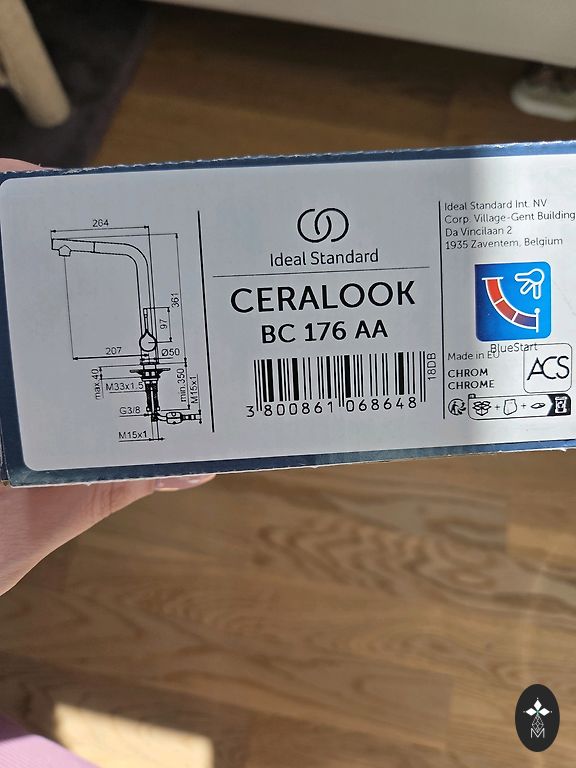 264
361
97
207
Ø50
max.40
M33x1.5
min.350
M15x1
G3/8
M15x1
Ideal Standard
CERALOOK
BC 176 AA
3 800861 068648
18DB
Ideal Standard Int. NV
Corp. Village-Gent Building
Da Vincilaan 2
1935 Zaventem, Belgium
BlueStart
Made in EU
CHROM
CHROME
ACS
M